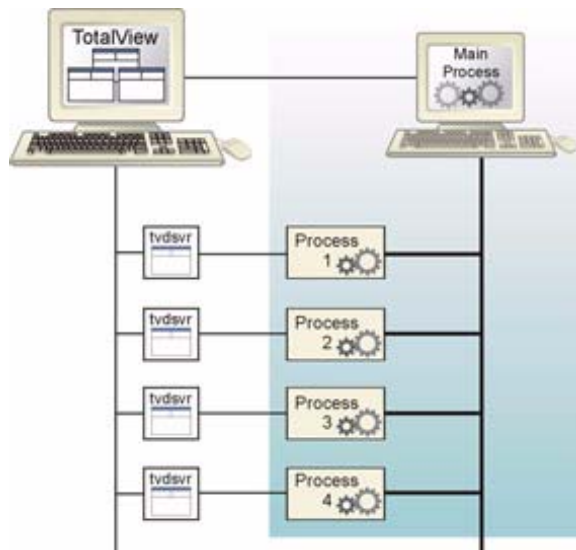 TotalView
Main
Process
tvdsvr
Process
1
tvdsvr
Process
2
tvdsvr
Process
3
tvdsvr
Process
4